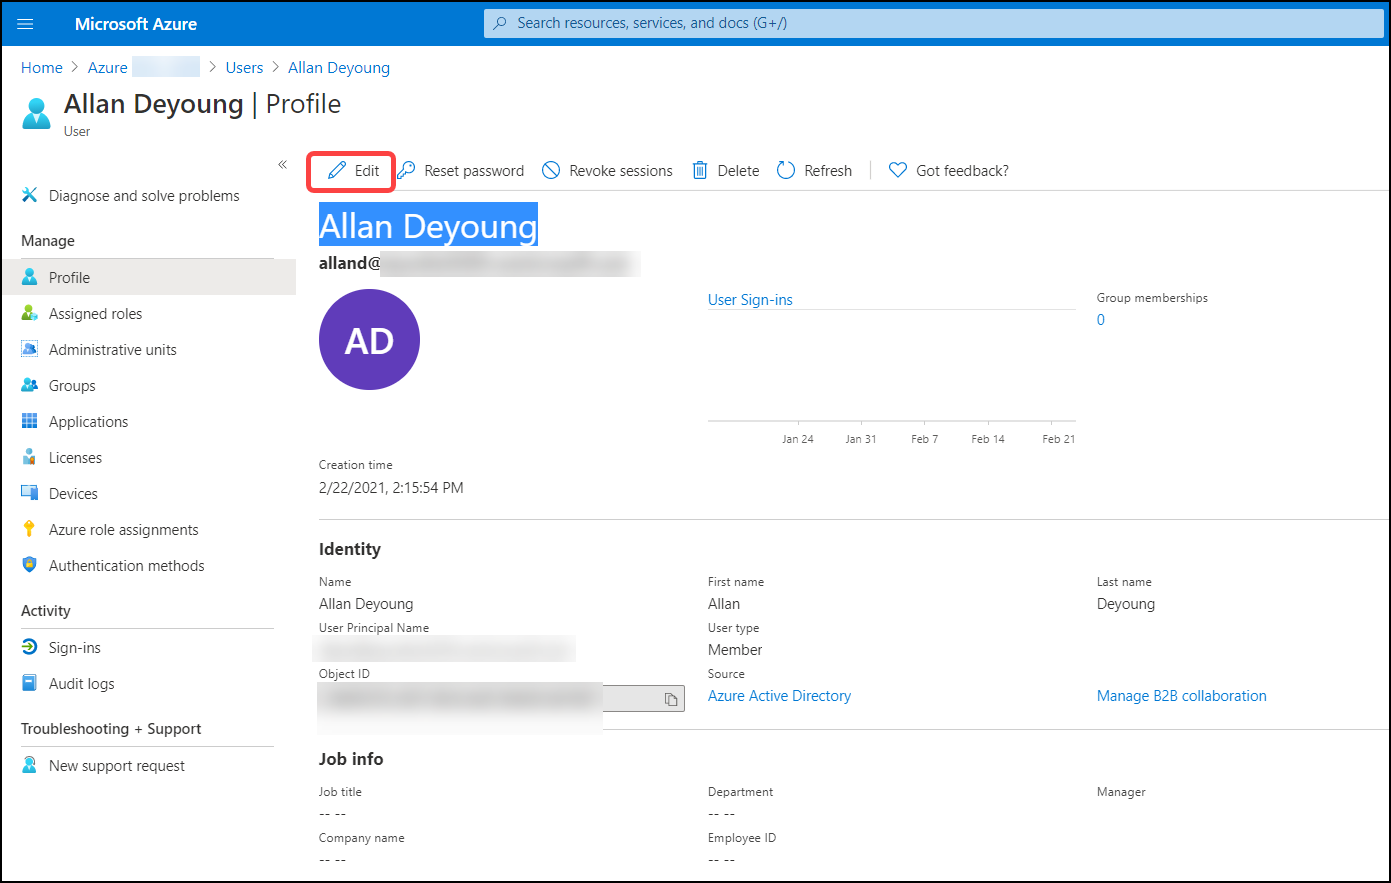 Microsoft Azure
Search resources, services, and docs (G+/)
Home > Azure > Users > Allan Deyoung
Allan Deyoung | Profile
User
«
Edit
Reset password
Revoke sessions
Delete
Refresh
Got feedback?
Diagnose and solve problems
Manage
Profile
Assigned roles
Administrative units
Groups
Applications
Licenses
Devices
Azure role assignments
Authentication methods
Activity
Sign-ins
Audit logs
Troubleshooting + Support
New support request
Allan Deyoung
alland@
AD
User Sign-ins
Jan 24 Jan 31 Feb 7 Feb 14 Feb 21
Group memberships
0
Creation time
2/22/2021, 2:15:54 PM
Identity
Name
Allan Deyoung
First name
Allan
Last name
Deyoung
User Principal Name
User type
Member
Object ID
Source
Azure Active Directory
Manage B2B collaboration
Job info
Job title
-- --
Department
-- --
Manager
Company name
-- --
Employee ID
-- --